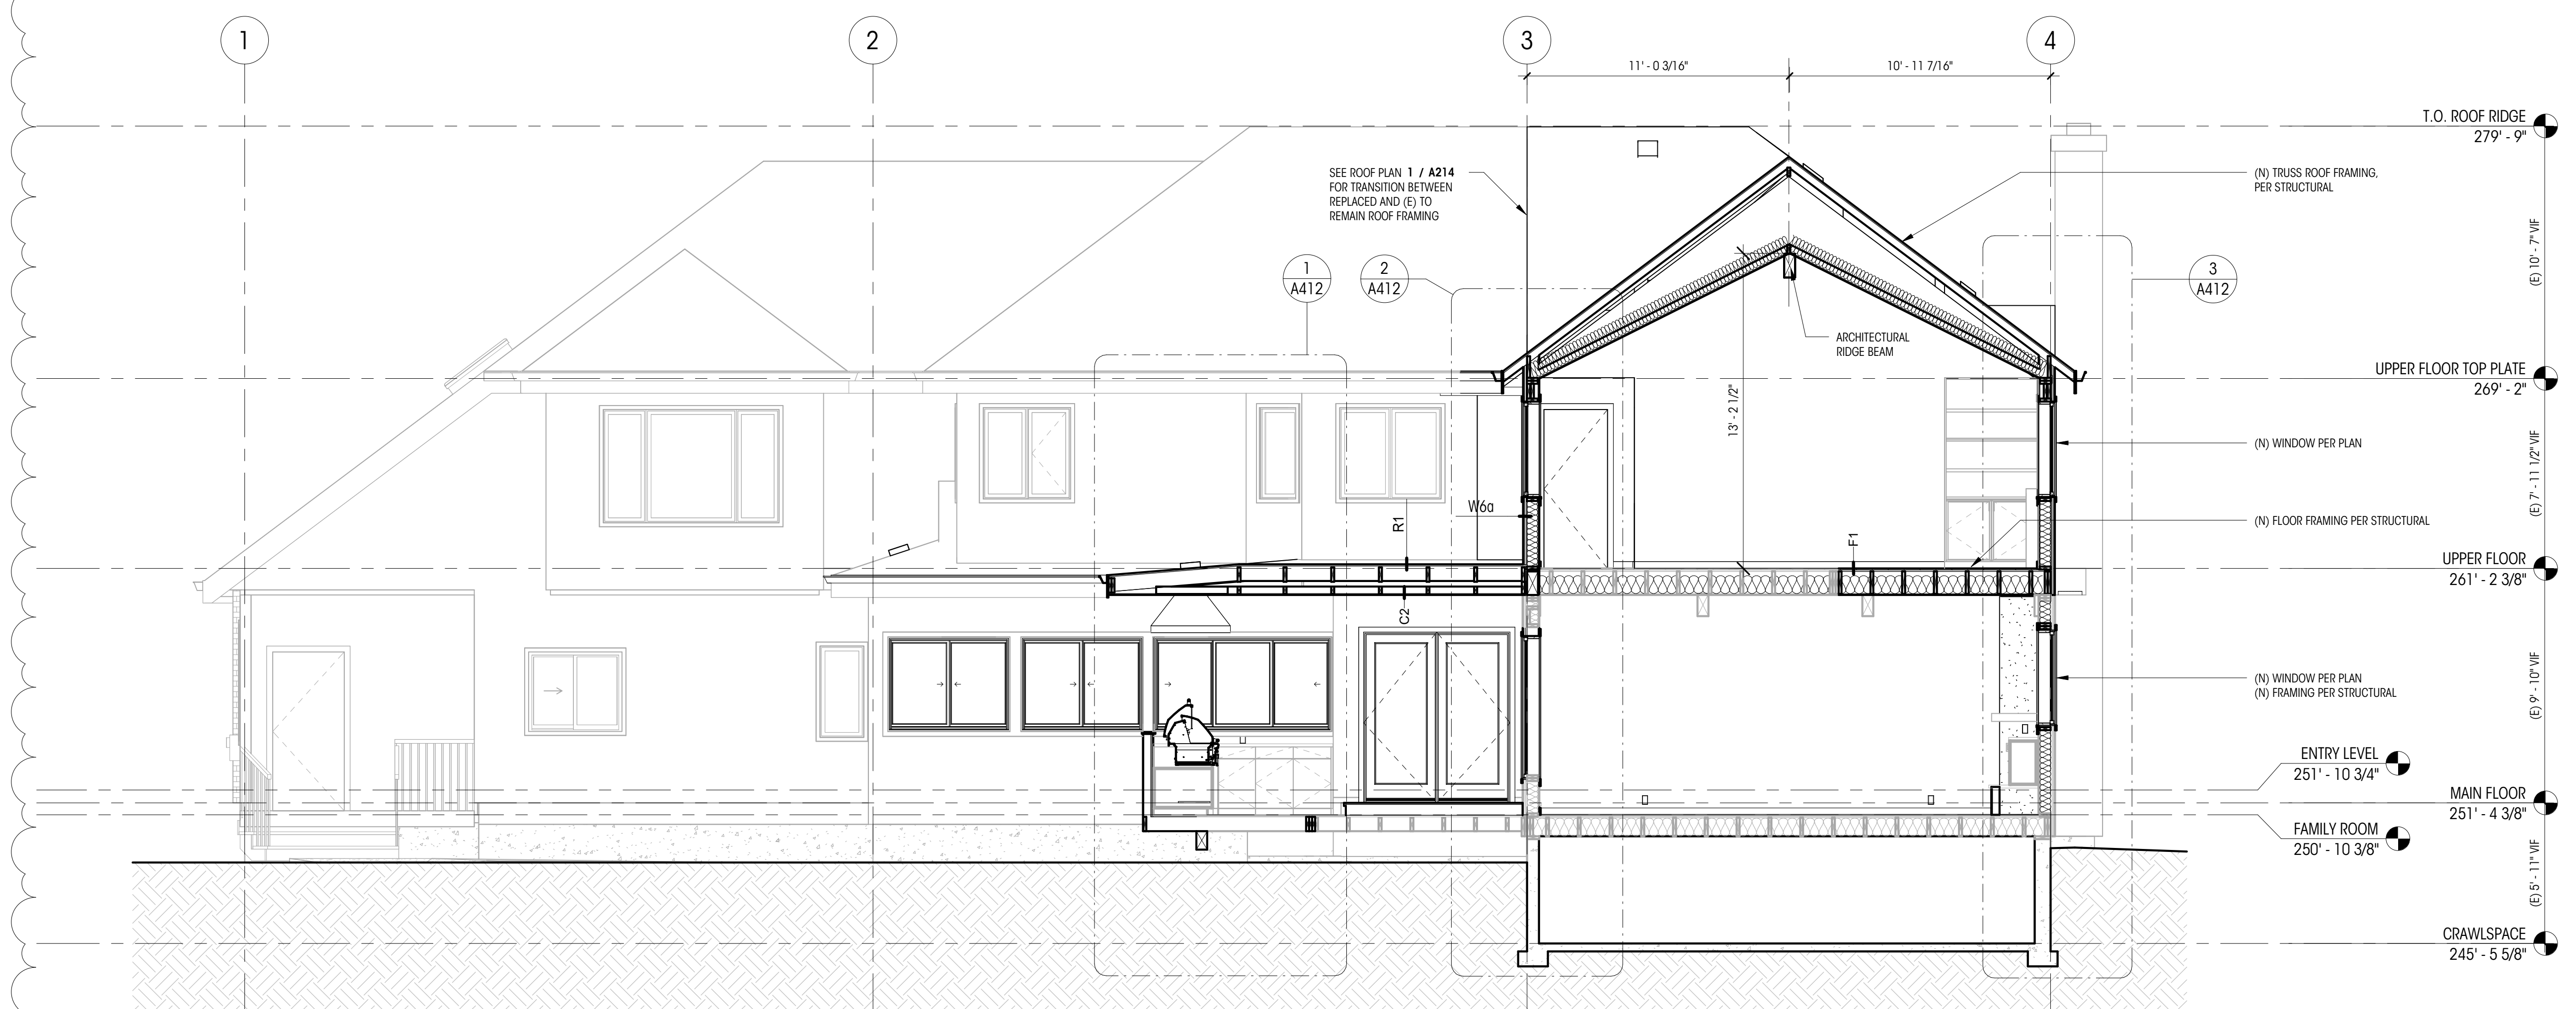 1
2
3
4
11' - 0 3/16"
10' - 11 7/16"
T.O. ROOF RIDGE
279' - 9"
SEE ROOF PLAN 1 / A214
FOR TRANSITION BETWEEN
REPLACED AND (E) TO
REMAIN ROOF FRAMING
(N) TRUSS ROOF FRAMING,
PER STRUCTURAL
(E) 10' - 7" VIF
1
A412
2
A412
3
A412
ARCHITECTURAL
RIDGE BEAM
UPPER FLOOR TOP PLATE
269' - 2"
13' - 2 1/2"
(N) WINDOW PER PLAN
(E) 7' - 11 1/2" VIF
W6a
R1
F1
(N) FLOOR FRAMING PER STRUCTURAL
UPPER FLOOR
261' - 2 3/8"
C2
(N) WINDOW PER PLAN
(N) FRAMING PER STRUCTURAL
(E) 9' - 10" VIF
ENTRY LEVEL
251' - 10 3/4"
MAIN FLOOR
251' - 4 3/8"
FAMILY ROOM
250' - 10 3/8"
(E) 5' - 11" VIF
CRAWLSPACE
245' - 5 5/8"